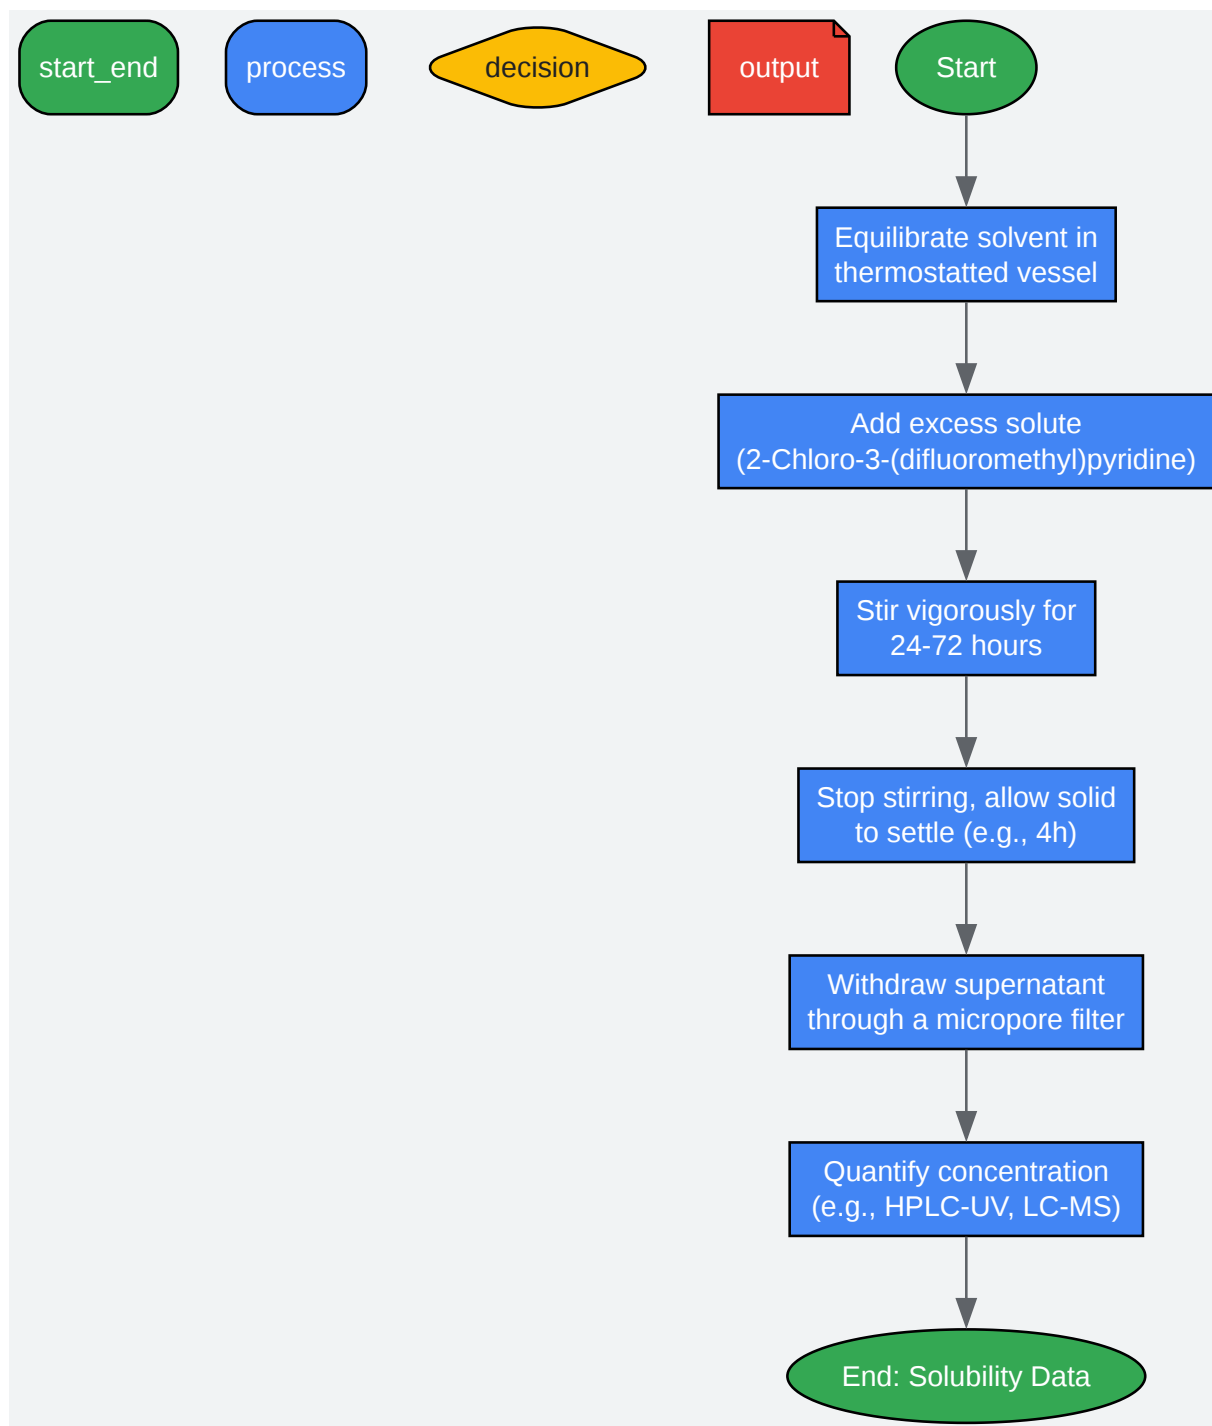 start_end
process
decision
output
Start
Equilibrate solvent in
thermostatted vessel
Add excess solute
(2-Chloro-3-(difluoromethyl)pyridine)
Stir vigorously for
24-72 hours
Stop stirring, allow solid
to settle (e.g., 4h)
Withdraw supernatant
through a micropore filter
Quantify concentration
(e.g., HPLC-UV, LC-MS)
End: Solubility Data